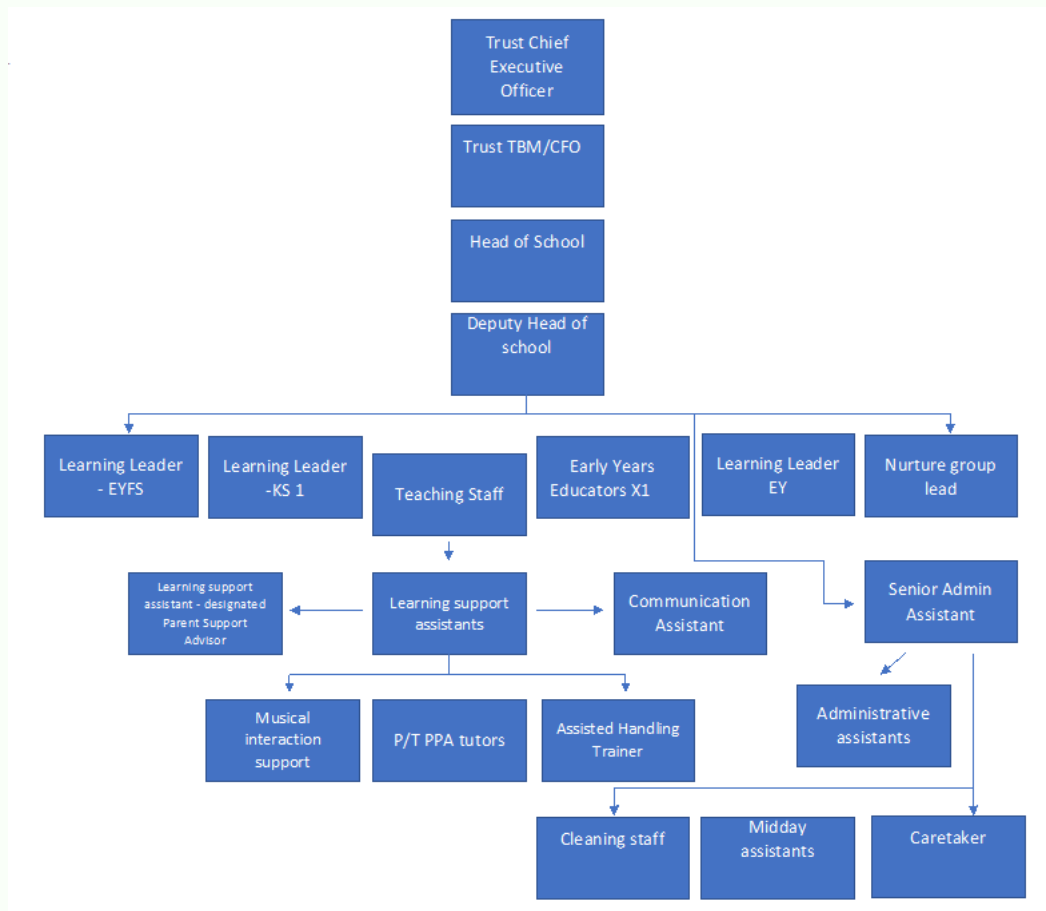 Trust Chief
Executive
Officer
Trust TBM/CFO
Head of School
Deputy Head of
school
Learning Leader
- EYFS
Learning Leader
-KS 1
Teaching Staff
Early Years
Educators X1
Learning Leader
EY
Nurture group
lead
Learning support
assistant - designated
Parent Support
Advisor
Learning support
assistants
Communication
Assistant
Senior Admin
Assistant
Musical
interaction
support
P/T PPA tutors
Assisted Handling
Trainer
Administrative
assistants
Cleaning staff
Midday
assistants
Caretaker